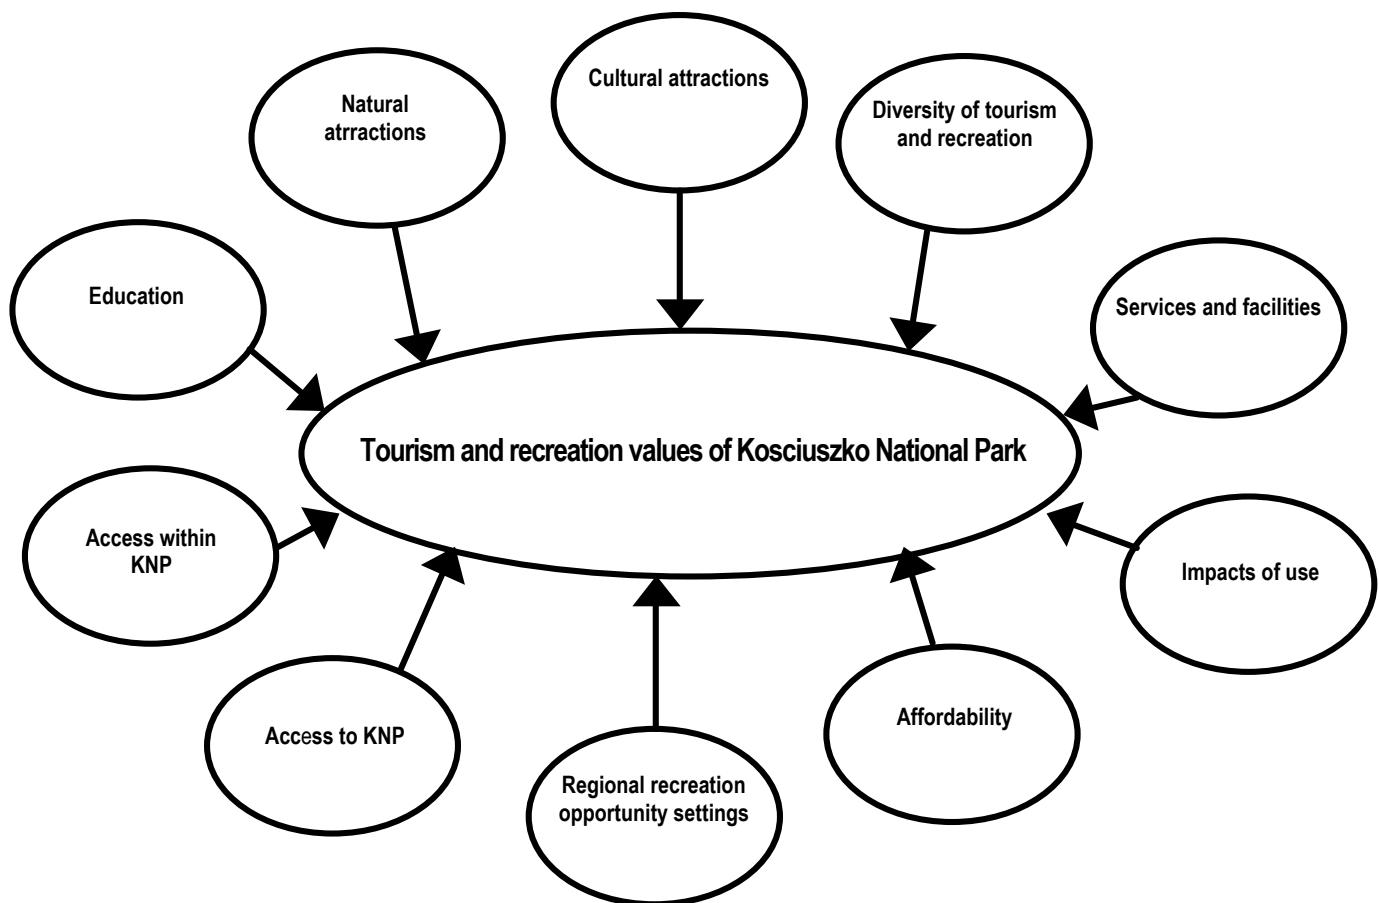 Cultural attractions
Natural
atrractions
Diversity of tourism
and recreation
Education
Services and facilities
Tourism and recreation values of Kosciuszko National Park
Access within
KNP
Impacts of use
Access to KNP
Affordability
Regional recreation
opportunity settings